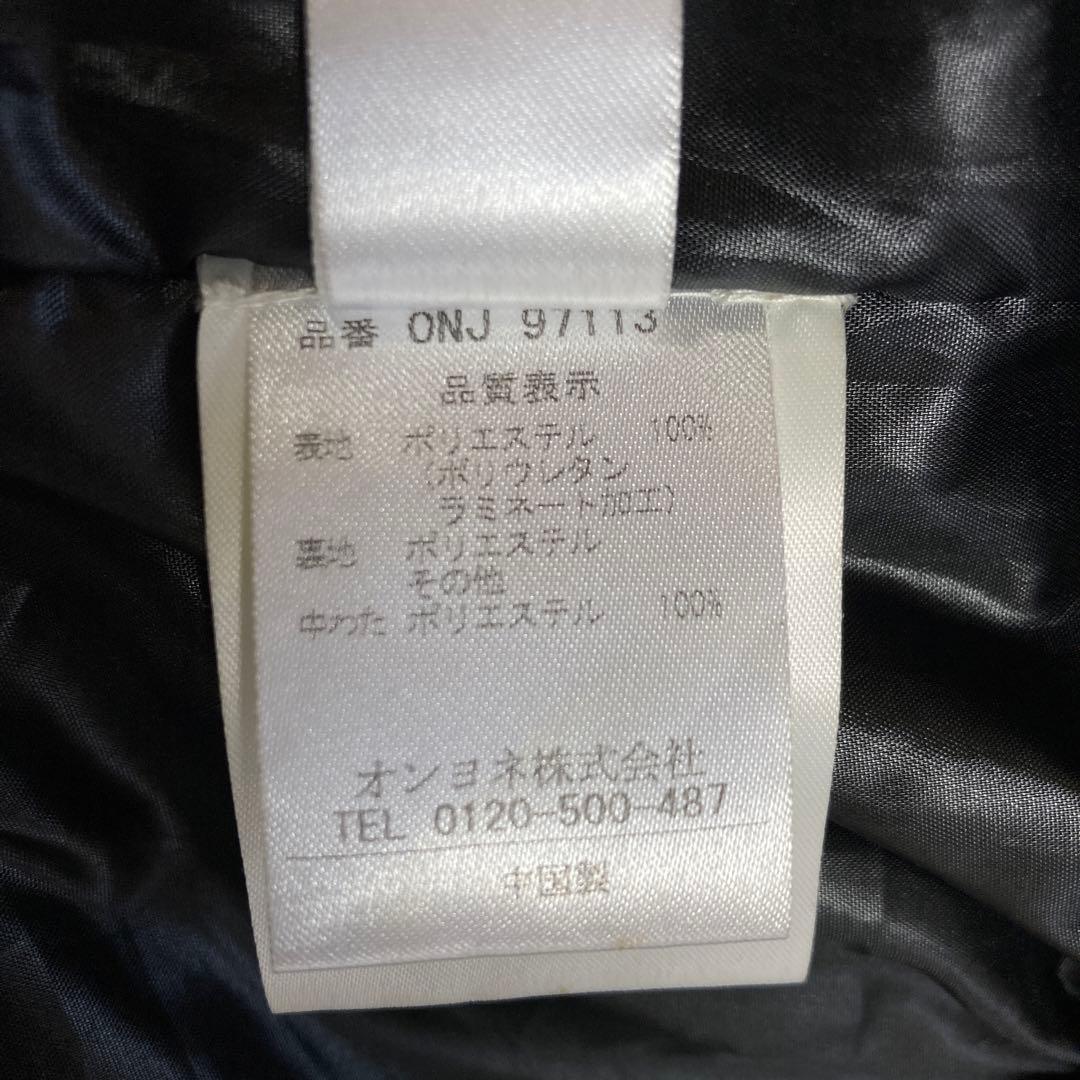 品番 ONJ 97113
品質表示
表地 ポリエステル 100%
(ポリウレタン
ラミネート加工)
裏地 ポリエステル
その他
中わた ポリエステル 100%
オンヨネ株式会社
TEL 0120-500-487
中国製